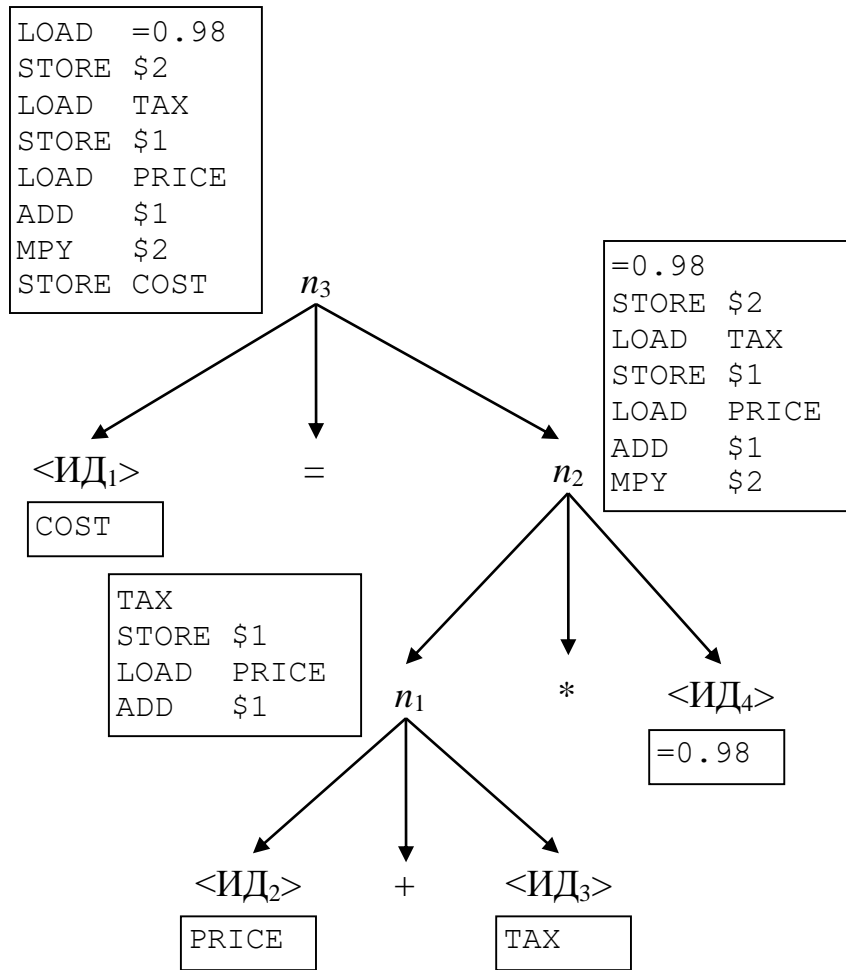 LOAD =0.98
STORE $2
LOAD TAX
STORE $1
LOAD PRICE
ADD $1
MPY $2
STORE COST
n3
=0.98
STORE $2
LOAD TAX
STORE $1
LOAD PRICE
ADD $1
MPY $2
<ИД1> = n2
COST
TAX
STORE $1
LOAD PRICE
ADD $1
n1 * <ИД4>
=0.98
<ИД2> + <ИД3>
PRICE TAX